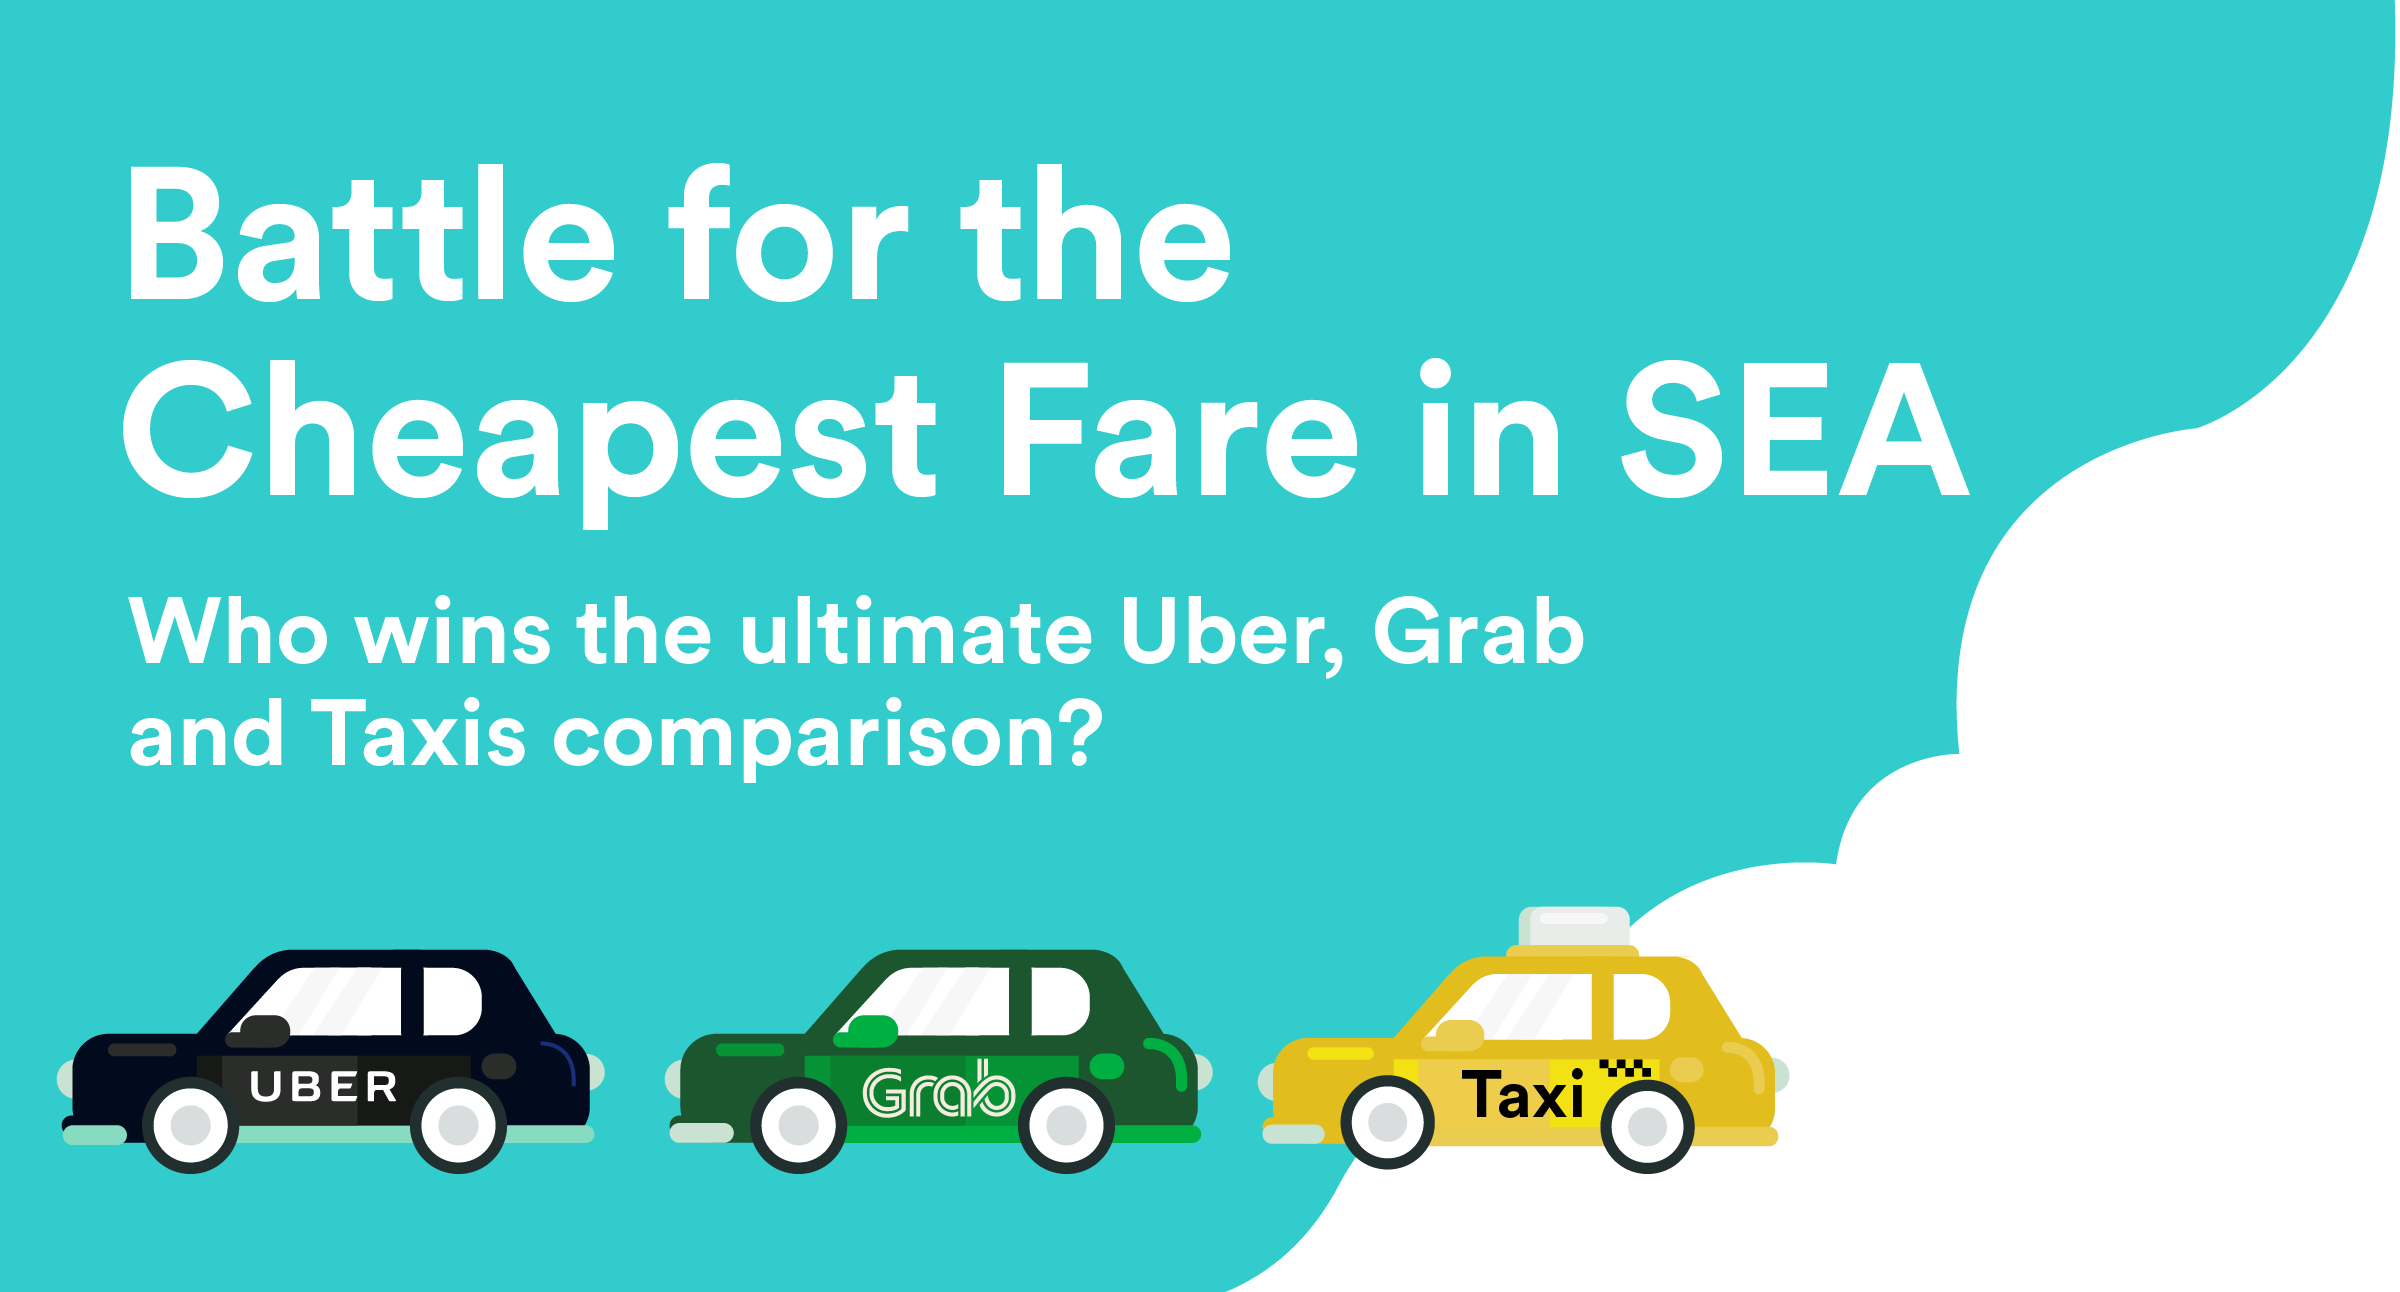 Battle for the
Cheapest Fare in SEA
Who wins the ultimate Uber, Grab
and Taxis comparison?
UBER
Grab
Taxi